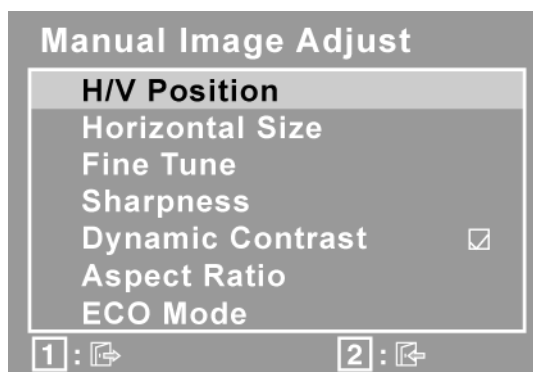 Manual Image Adjust
H/V Position
Horizontal Size
Fine Tune
Sharpness
Dynamic Contrast
Aspect Ratio
ECO Mode
1 : 2 :